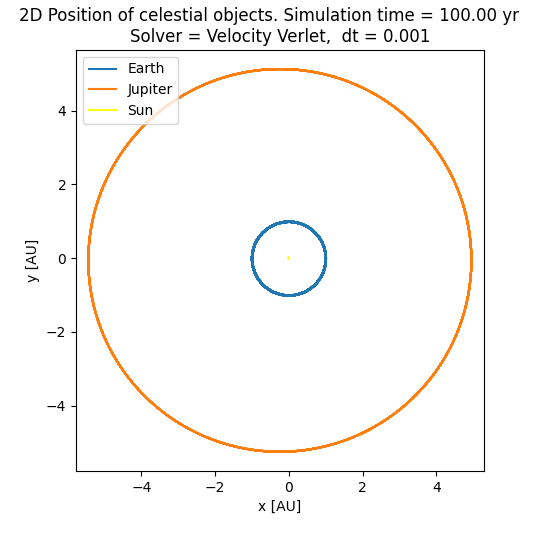 2D Position of celestial objects. Simulation time = 100.00 yr
Solver = Velocity Verlet,  dt = 0.001
Earth
Jupiter
Sun
4
2
0
−2
−4
y [AU]
−4 −2 0 2 4
x [AU]